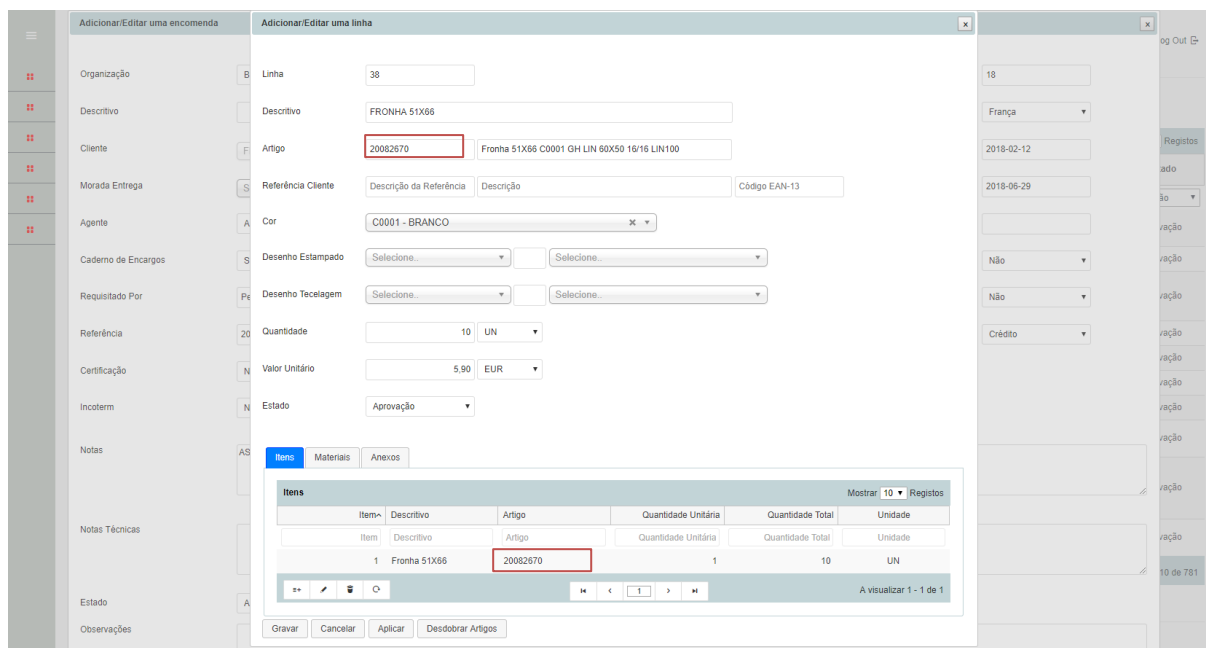 Adicionar/Editar uma encomenda
Adicionar/Editar uma linha
x
x
og Out
Organização
B
Linha
38
18
Descritivo
Descritivo
FRONHA 51X66
França
Cliente
F
Artigo
20082670
Fronha 51X66 C0001 GH LIN 60X50 16/16 LIN100
2018-02-12
Registos
ado
Morada Entrega
S
Referência Cliente
Descrição da Referência
Descrição
Código EAN-13
2018-06-29
ão
Agente
A
Cor
C0001 - BRANCO
vação
Caderno de Encargos
S
Desenho Estampado
Selecione..
Selecione..
Não
vação
Requisitado Por
Pe
Desenho Tecelagem
Selecione..
Selecione..
Não
vação
Referência
20
Quantidade
10
UN
Crédito
vação
Certificação
N
Valor Unitário
5,90
EUR
vação
vação
Incoterm
N
Estado
Aprovação
vação
Notas
AS
vação
Itens
Materiais
Anexos
vação
Itens
Mostrar 10 Registos
Item
Descritivo
Artigo
Quantidade Unitária
Quantidade Total
Unidade
Notas Técnicas
Item
Descritivo
Artigo
Quantidade Unitária
Quantidade Total
Unidade
vação
1
Fronha 51X66
20082670
1
10
UN
10 de 781
1
A visualizar 1 - 1 de 1
Estado
A
Observações
Gravar
Cancelar
Aplicar
Desdobrar Artigos